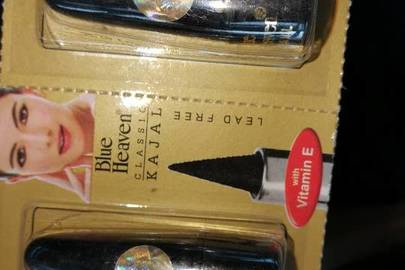 Blue
Heaven
CLASSIC
KAJAL
LEAD FREE
with
Vitamin E